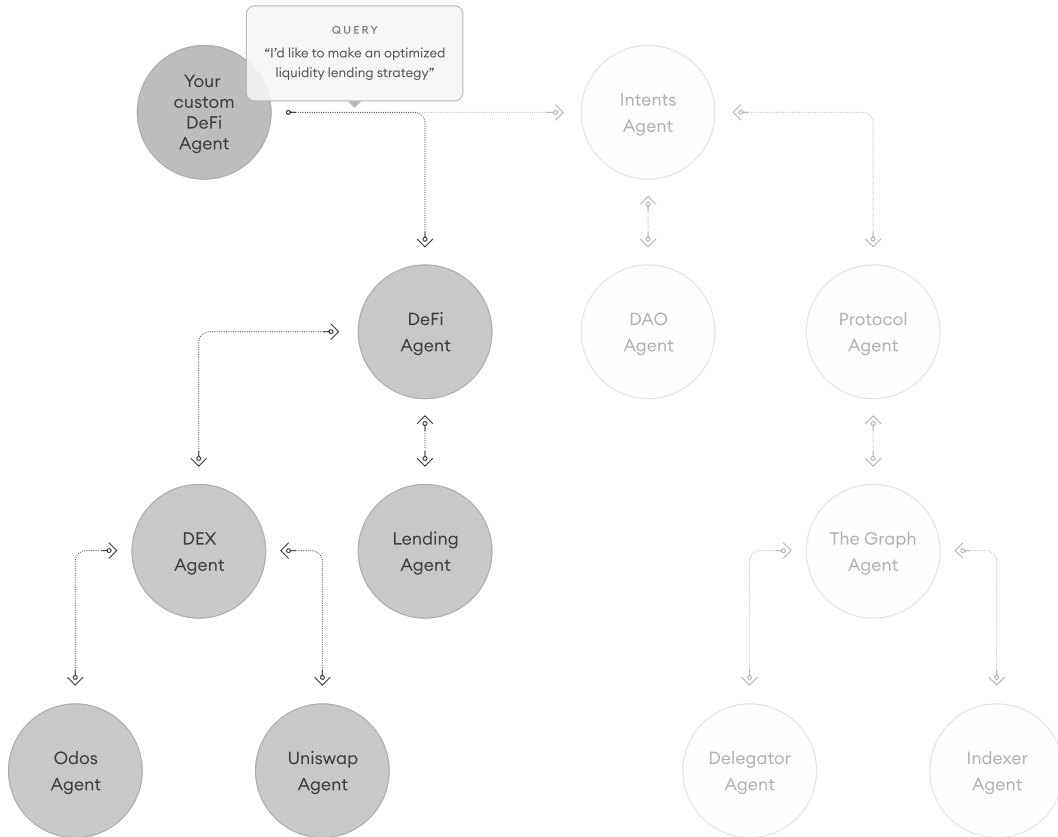 QUERY
“I’d like to make an optimized
liquidity lending strategy”
Your
custom
DeFi
Agent
Intents
Agent
DeFi
Agent
DAO
Agent
Protocol
Agent
DEX
Agent
Lending
Agent
The Graph
Agent
Odos
Agent
Uniswap
Agent
Delegator
Agent
Indexer
Agent